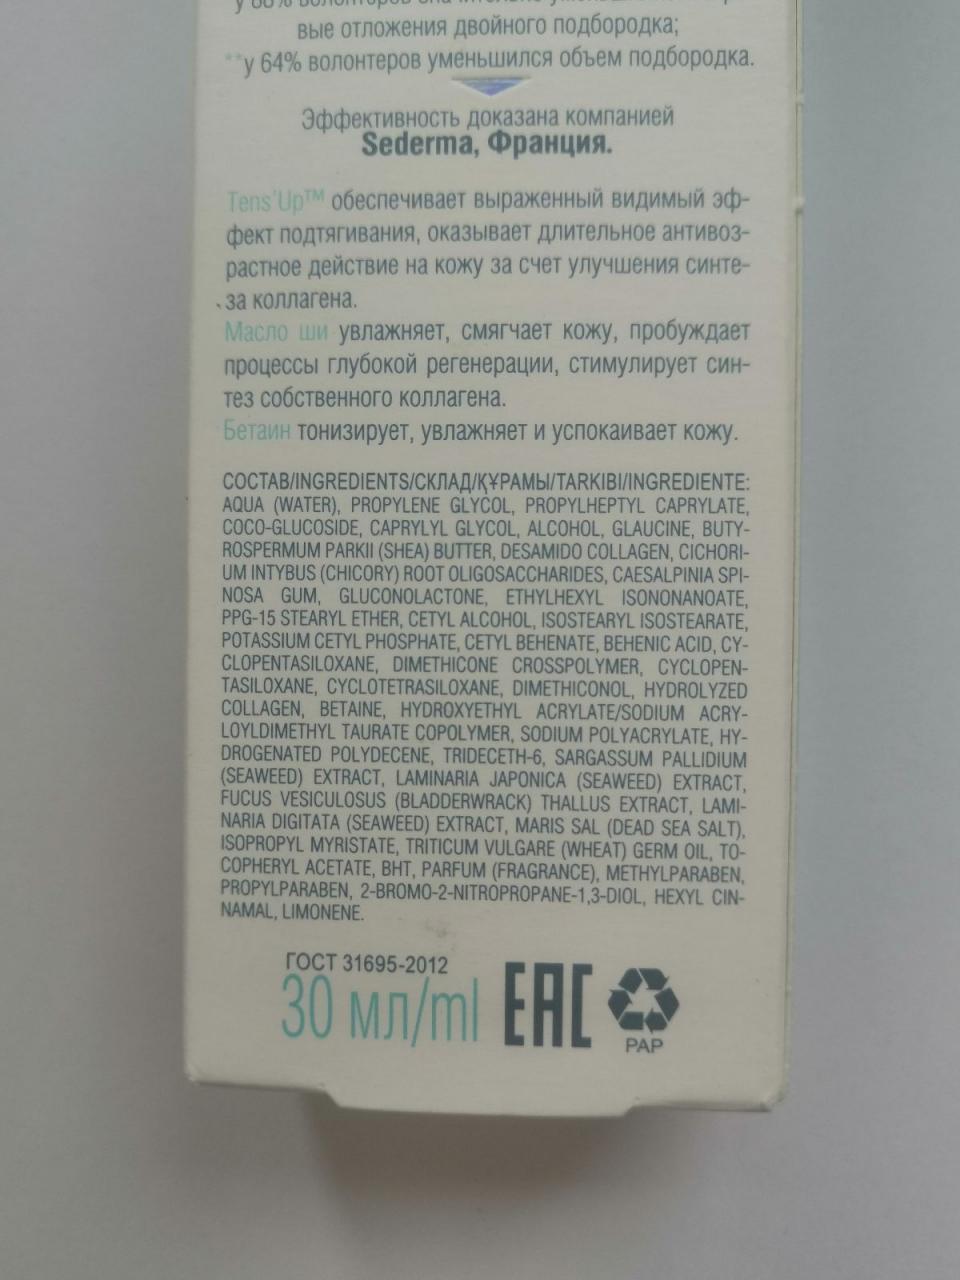 вые отложения двойного подбородка;
**у 64% волонтеров уменьшился объем подбородка.
Эффективность доказана компанией
Sederma, Франция.
Tens'Up™ обеспечивает выраженный видимый эф-
фект подтягивания, оказывает длительное антивоз-
растное действие на кожу за счет улучшения синте-
за коллагена.
Масло ши увлажняет, смягчает кожу, пробуждает
процессы глубокой регенерации, стимулирует син-
тез собственного коллагена.
Бетаин тонизирует, увлажняет и успокаивает кожу.
СОСТАВ/INGREDIENTS/СКЛАД/ҚҰРАМЫ/TARKIBI/INGREDIENTE:
AQUA (WATER), PROPYLENE GLYCOL, PROPYLHEPTYL CAPRYLATE,
COCO-GLUCOSIDE, CAPRYLYL GLYCOL, ALCOHOL, GLAUCINE, BUTY-
ROSPERMUM PARKII (SHEA) BUTTER, DESAMIDO COLLAGEN, CICHORI-
UM INTYBUS (CHICORY) ROOT OLIGOSACCHARIDES, CAESALPINIA SPI-
NOSA GUM, GLUCONOLACTONE, ETHYLHEXYL ISONONANOATE,
PPG-15 STEARYL ETHER, CETYL ALCOHOL, ISOSTEARYL ISOSTEARATE,
POTASSIUM CETYL PHOSPHATE, CETYL BEHENATE, BEHENIC ACID, CY-
CLOPENTASILOXANE, DIMETHICONE CROSSPOLYMER, CYCLOPEN-
TASILOXANE, CYCLOTETRASILOXANE, DIMETHICONOL, HYDROLYZED
COLLAGEN, BETAINE, HYDROXYETHYL ACRYLATE/SODIUM ACRY-
LOYLDIMETHYL TAURATE COPOLYMER, SODIUM POLYACRYLATE, HY-
DROGENATED POLYDECENE, TRIDECETH-6, SARGASSUM PALLIDIUM
(SEAWEED) EXTRACT, LAMINARIA JAPONICA (SEAWEED) EXTRACT,
FUCUS VESICULOSUS (BLADDERWRACK) THALLUS EXTRACT, LAMI-
NARIA DIGITATA (SEAWEED) EXTRACT, MARIS SAL (DEAD SEA SALT),
ISOPROPYL MYRISTATE, TRITICUM VULGARE (WHEAT) GERM OIL, TO-
COPHERYL ACETATE, BHT, PARFUM (FRAGRANCE), METHYLPARABEN,
PROPYLPARABEN, 2-BROMO-2-NITROPROPANE-1,3-DIOL, HEXYL CIN-
NAMAL, LIMONENE.
ГОСТ 31695-2012
30 мл/ml
EAC
PAP